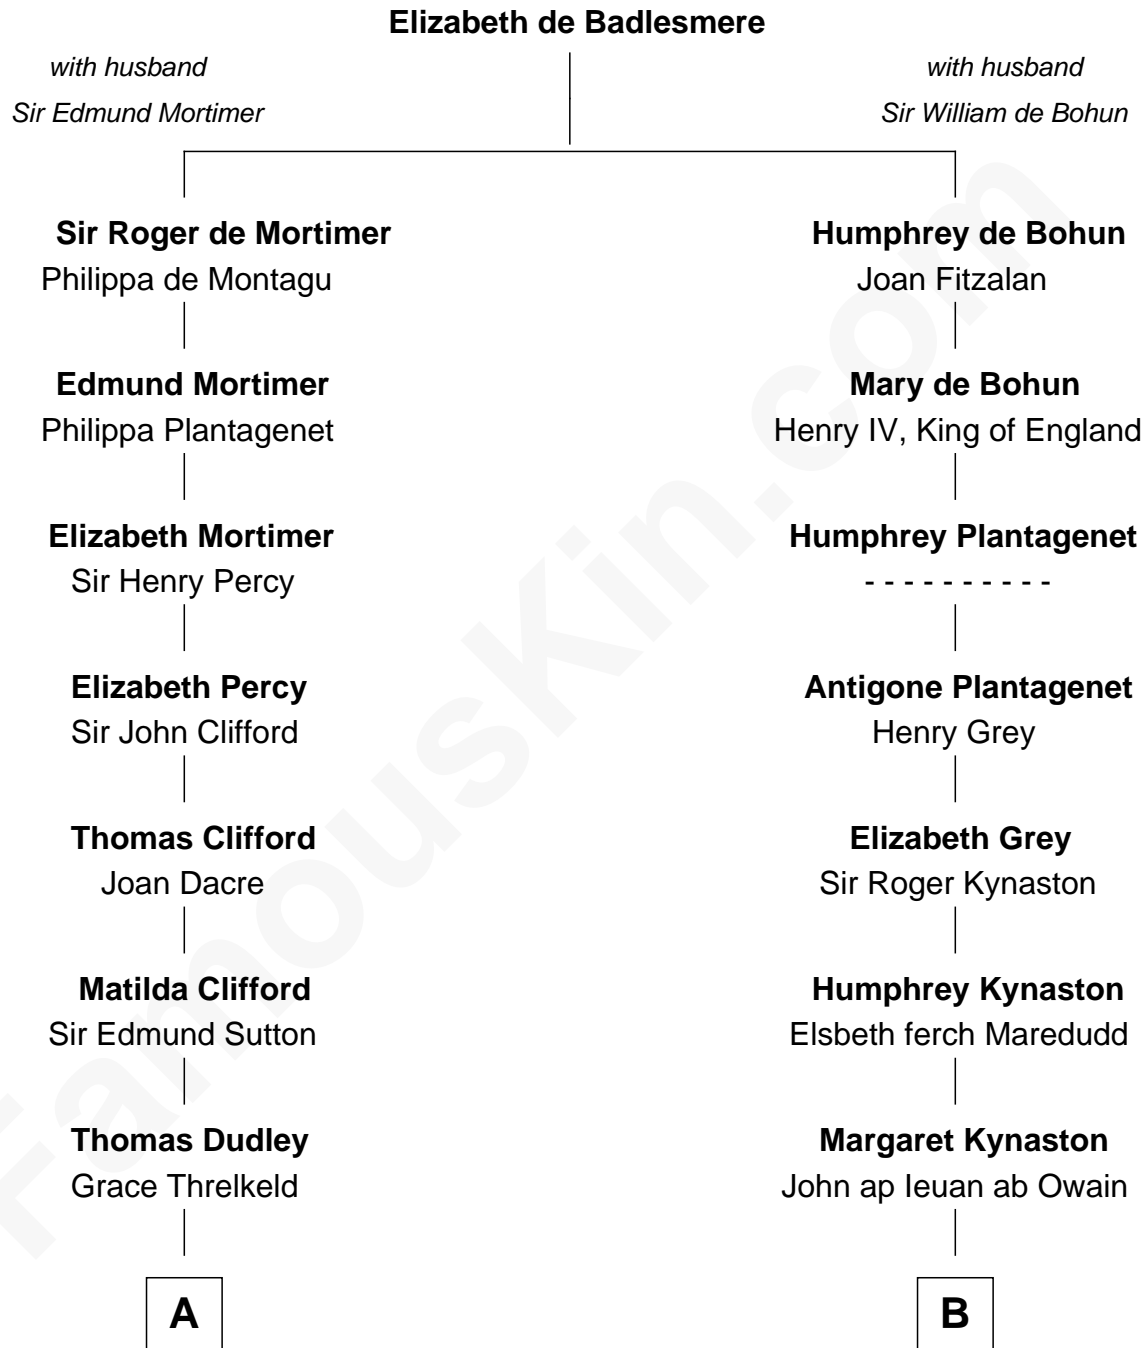 Elizabeth de Badlesmere
with husband
Sir Edmund Mortimer
with husband
Sir William de Bohun
Sir Roger de Mortimer
Philippa de Montagu
Humphrey de Bohun
Joan Fitzalan
Edmund Mortimer
Philippa Plantagenet
Mary de Bohun
Henry IV, King of England
Elizabeth Mortimer
Sir Henry Percy
Humphrey Plantagenet
- - - - - - - - - -
Elizabeth Percy
Sir John Clifford
Antigone Plantagenet
Henry Grey
Thomas Clifford
Joan Dacre
Elizabeth Grey
Sir Roger Kynaston
Matilda Clifford
Sir Edmund Sutton
Humphrey Kynaston
Elsbeth ferch Maredudd
Thomas Dudley
Grace Threlkeld
Margaret Kynaston
John ap Ieuan ab Owain
A
B
FamousKin.com